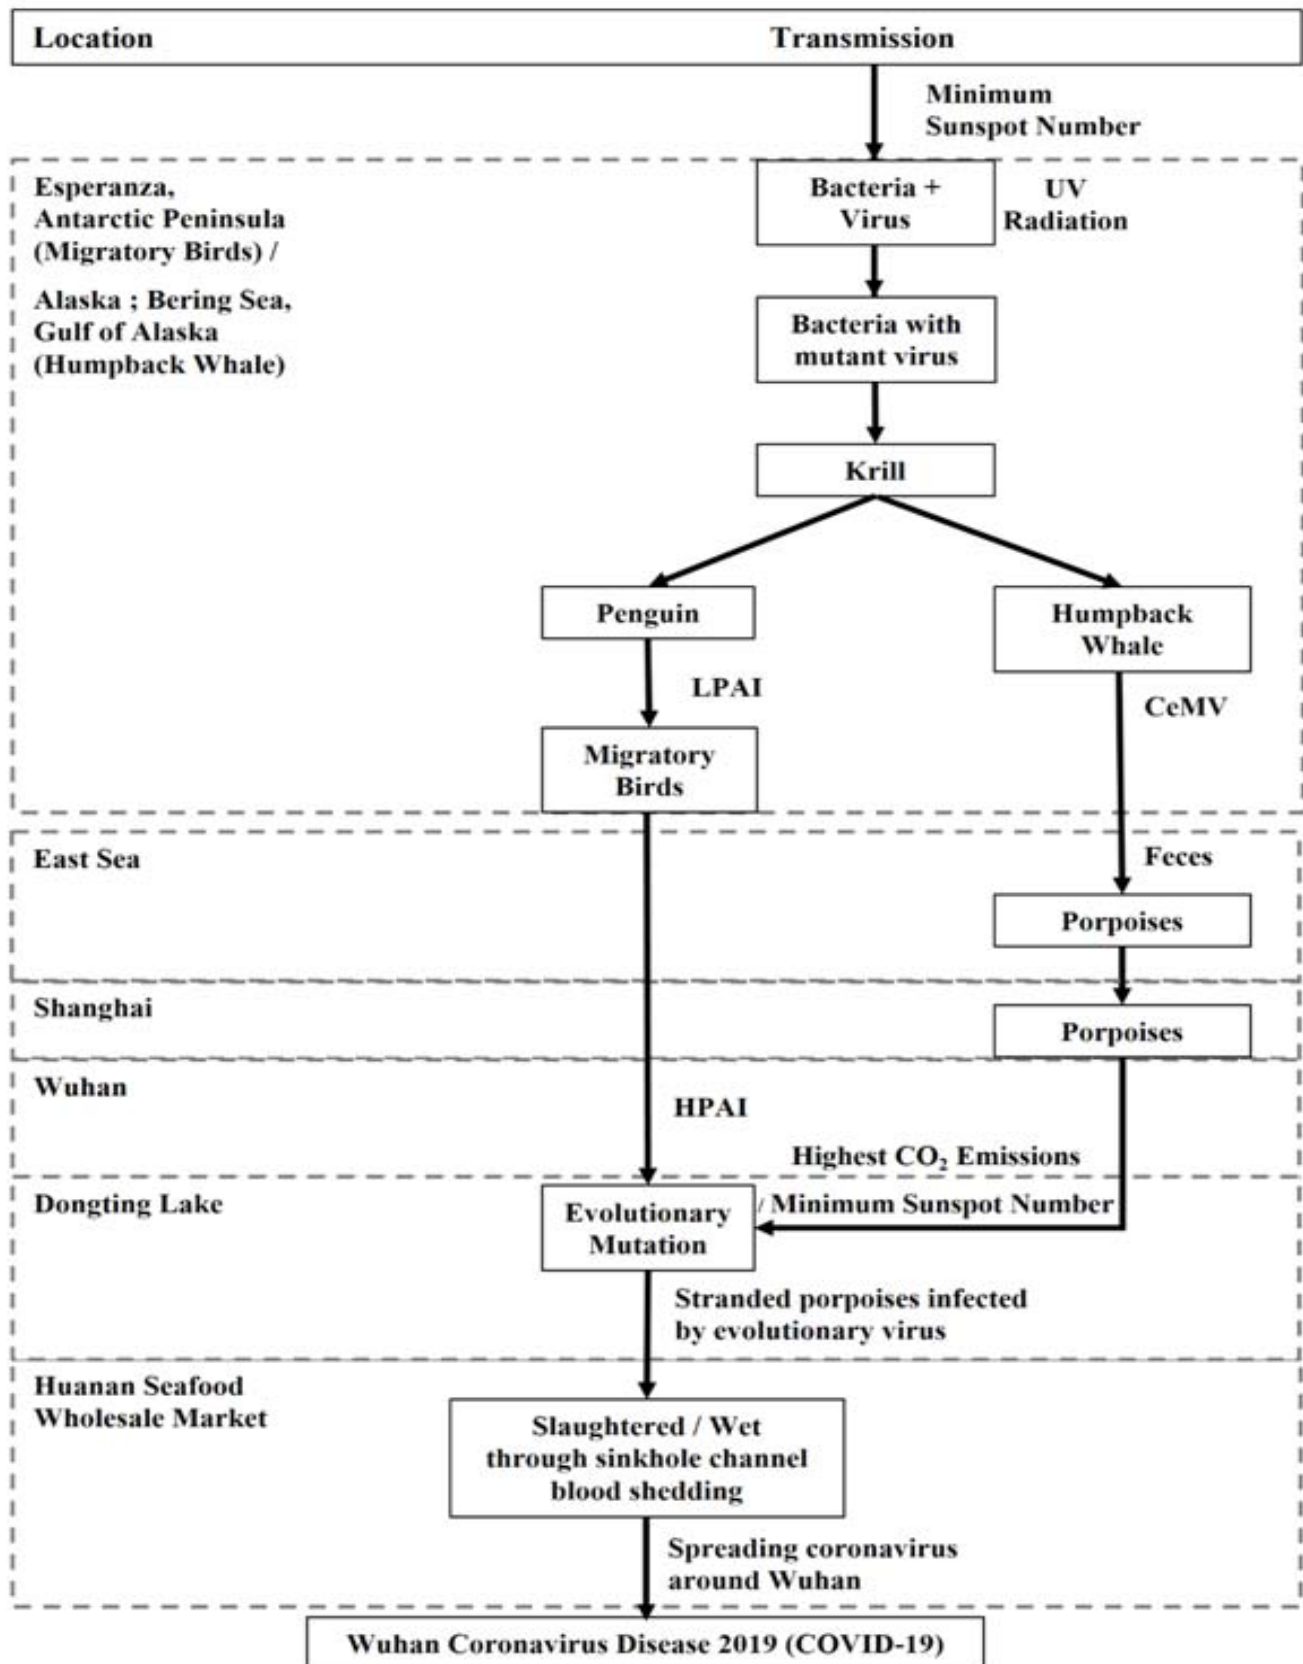 Location
Transmission
Minimum
Sunspot Number
Esperanza,
Antarctic Peninsula
(Migratory Birds) /
Alaska ; Bering Sea,
Gulf of Alaska
(Humpback Whale)
Bacteria +
Virus
UV
Radiation
Bacteria with
mutant virus
Krill
Penguin
Humpback
Whale
LPAI
CeMV
Migratory
Birds
East Sea
Feces
Porpoises
Shanghai
Porpoises
Wuhan
HPAI
Highest CO₂ Emissions
Dongting Lake
/ Minimum Sunspot Number
Evolutionary
Mutation
Stranded porpoises infected
by evolutionary virus
Huanan Seafood
Wholesale Market
Slaughtered / Wet
through sinkhole channel
blood shedding
Spreading coronavirus
around Wuhan
Wuhan Coronavirus Disease 2019 (COVID-19)